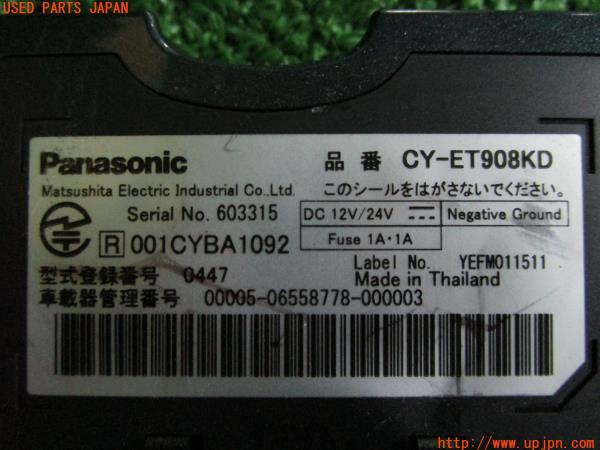 USED PARTS JAPAN
Panasonic 品番 CY-ET908KD
Matsushita Electric Industrial Co.,Ltd. このシールをはがさないでください。
Serial No. 603315 DC 12V/24V Negative Ground
R 001CYBA1092 Fuse 1A・1A
Label No. YEFM011511
型式登録番号 0447 Made in Thailand
車載器管理番号 00005-06558778-000003
http://www.upjpn.com/